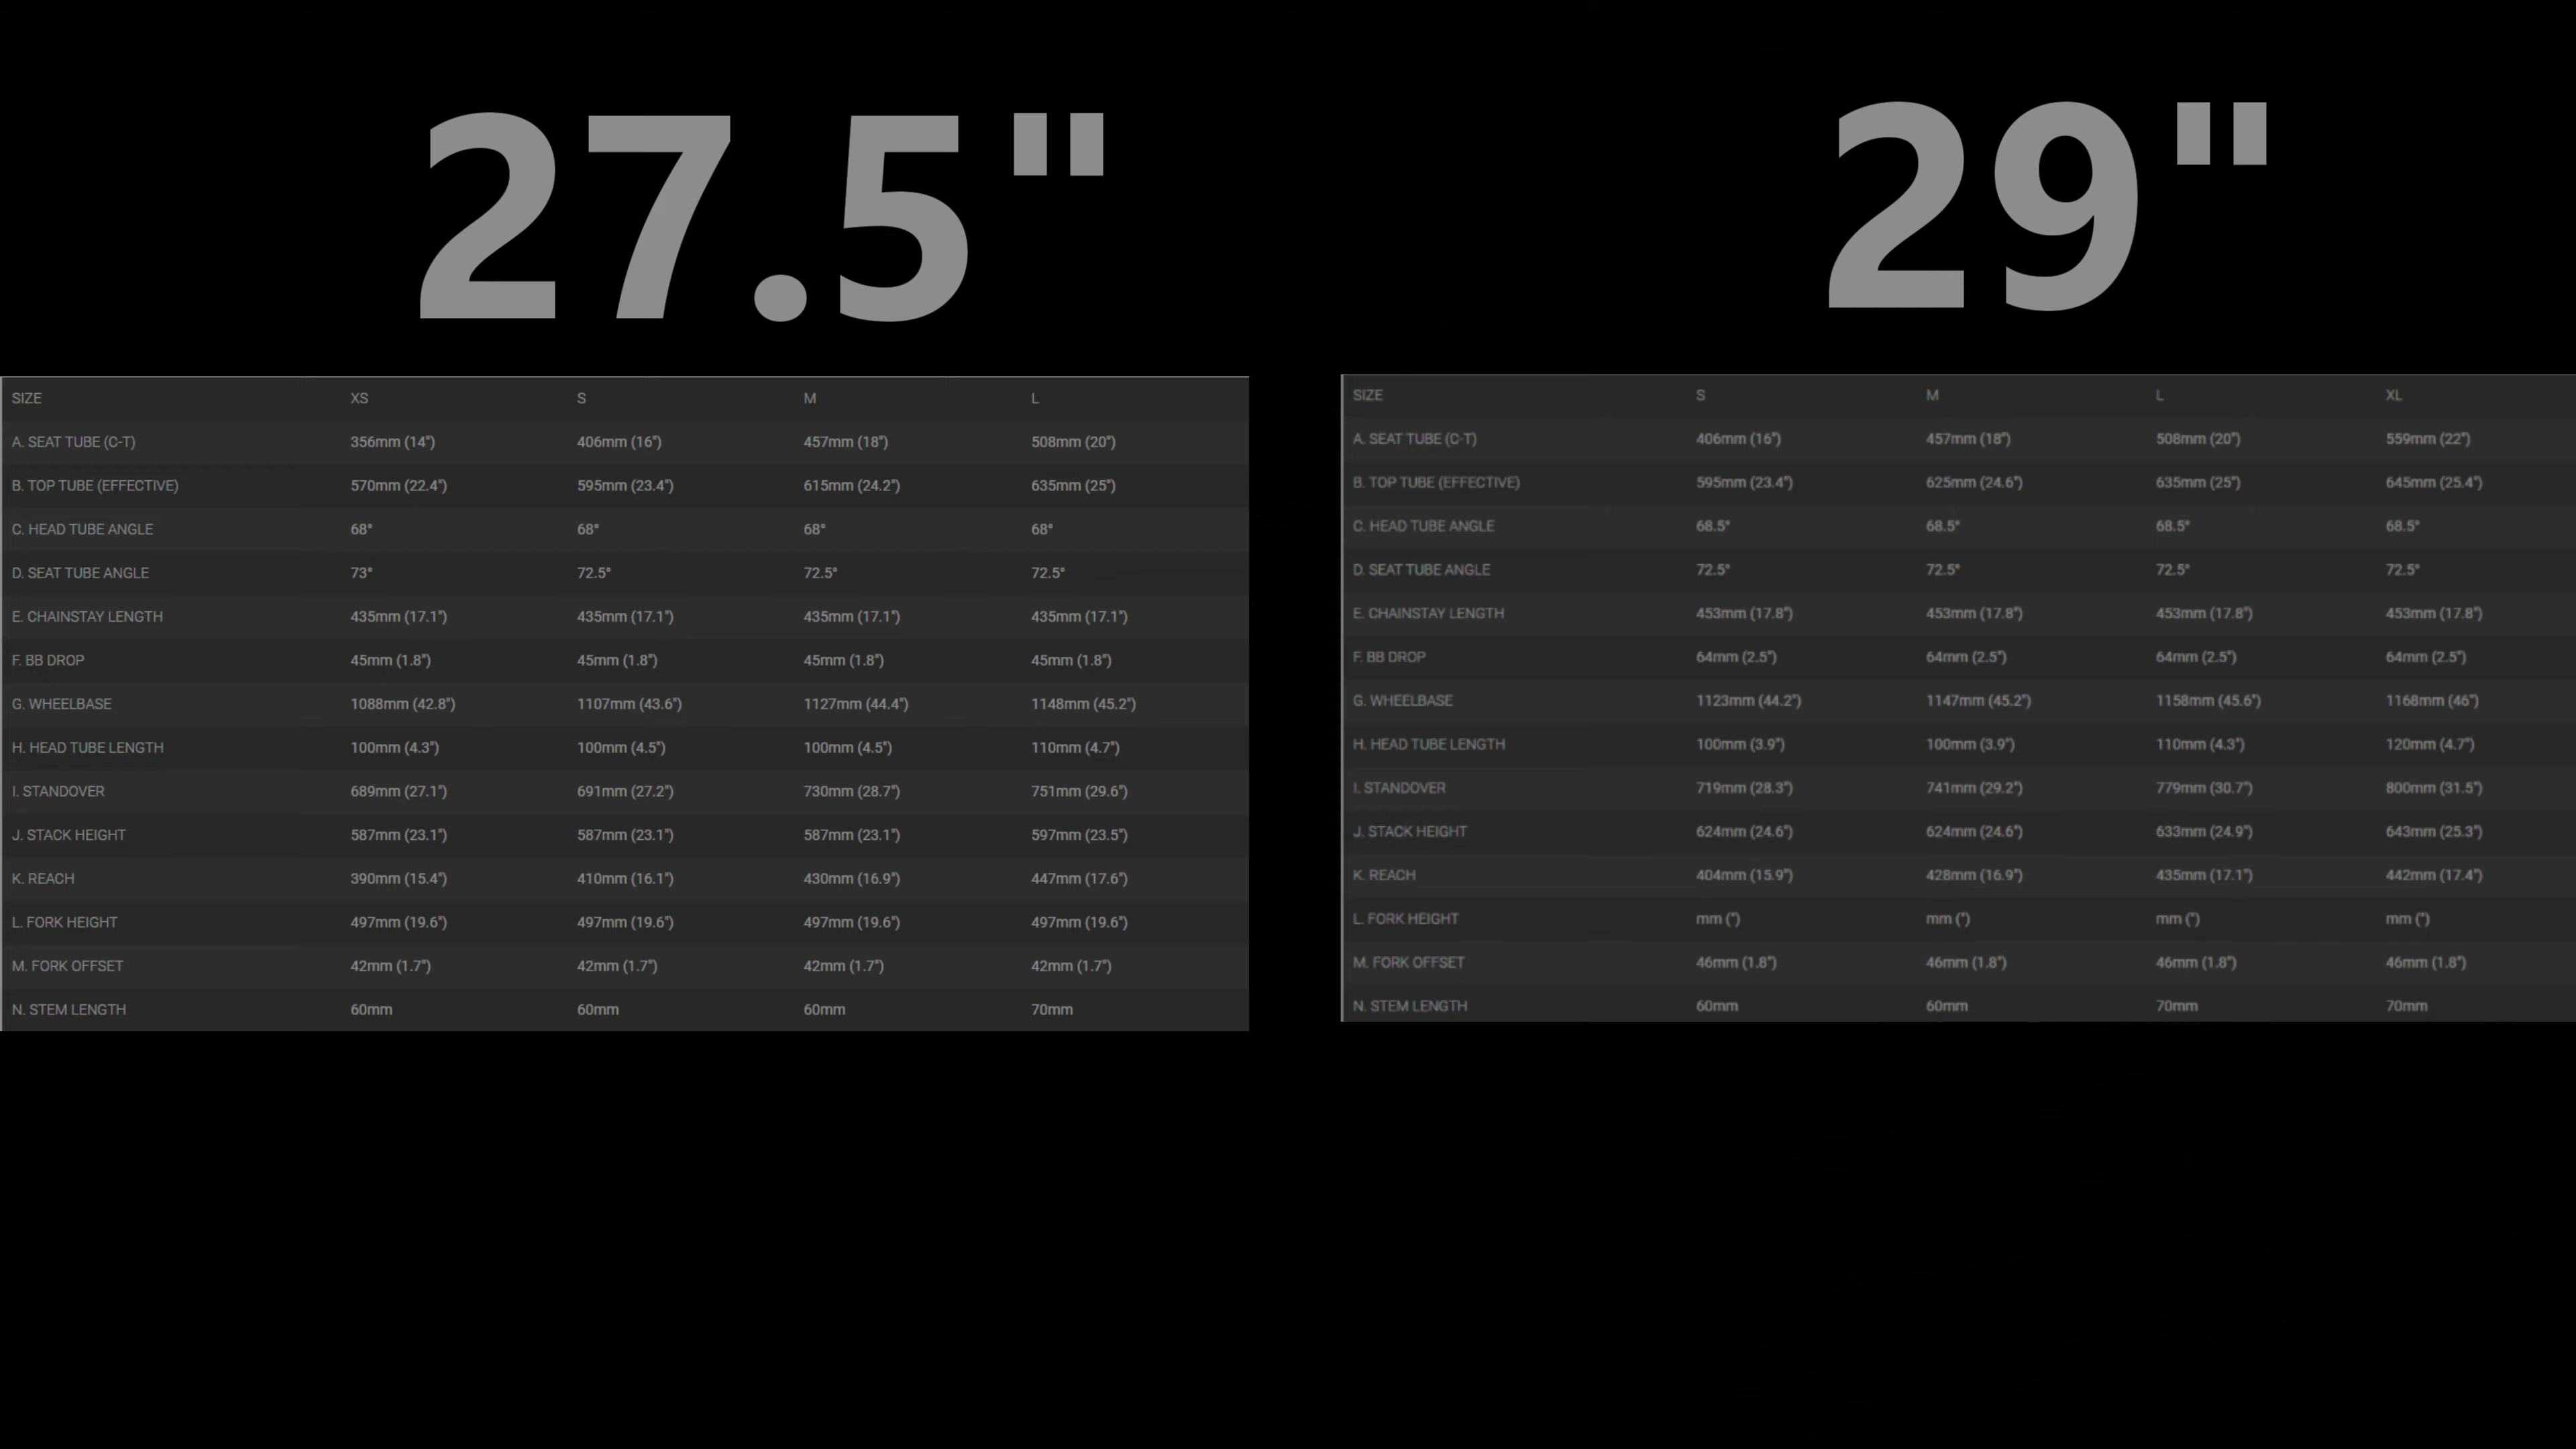 27.5"
SIZE XS S M L
A. SEAT TUBE (C-T) 356mm (14") 406mm (16") 457mm (18") 508mm (20")
B. TOP TUBE (EFFECTIVE) 570mm (22.4") 595mm (23.4") 615mm (24.2") 635mm (25")
C. HEAD TUBE ANGLE 68° 68° 68° 68°
D. SEAT TUBE ANGLE 73° 72.5° 72.5° 72.5°
E. CHAINSTAY LENGTH 435mm (17.1") 435mm (17.1") 435mm (17.1") 435mm (17.1")
F. BB DROP 45mm (1.8") 45mm (1.8") 45mm (1.8") 45mm (1.8")
G. WHEELBASE 1088mm (42.8") 1107mm (43.6") 1127mm (44.4") 1148mm (45.2")
H. HEAD TUBE LENGTH 100mm (4.3") 100mm (4.5") 100mm (4.5") 110mm (4.7")
I. STANDOVER 689mm (27.1") 691mm (27.2") 730mm (28.7") 751mm (29.6")
J. STACK HEIGHT 587mm (23.1") 587mm (23.1") 587mm (23.1") 597mm (23.5")
K. REACH 390mm (15.4") 410mm (16.1") 430mm (16.9") 447mm (17.6")
L. FORK HEIGHT 497mm (19.6") 497mm (19.6") 497mm (19.6") 497mm (19.6")
M. FORK OFFSET 42mm (1.7") 42mm (1.7") 42mm (1.7") 42mm (1.7")
N. STEM LENGTH 60mm 60mm 60mm 70mm
29"
SIZE S M L XL
A. SEAT TUBE (C-T) 406mm (16") 457mm (18") 508mm (20") 559mm (22")
B. TOP TUBE (EFFECTIVE) 595mm (23.4") 625mm (24.6") 635mm (25") 645mm (25.4")
C. HEAD TUBE ANGLE 68.5° 68.5° 68.5° 68.5°
D. SEAT TUBE ANGLE 72.5° 72.5° 72.5° 72.5°
E. CHAINSTAY LENGTH 453mm (17.8") 453mm (17.8") 453mm (17.8") 453mm (17.8")
F. BB DROP 64mm (2.5") 64mm (2.5") 64mm (2.5") 64mm (2.5")
G. WHEELBASE 1123mm (44.2") 1147mm (45.2") 1158mm (45.6") 1168mm (46")
H. HEAD TUBE LENGTH 100mm (3.9") 100mm (3.9") 110mm (4.3") 120mm (4.7")
I. STANDOVER 719mm (28.3") 741mm (29.2") 779mm (30.7") 800mm (31.5")
J. STACK HEIGHT 624mm (24.6") 624mm (24.6") 633mm (24.9") 643mm (25.3")
K. REACH 404mm (15.9") 428mm (16.9") 435mm (17.1") 442mm (17.4")
L. FORK HEIGHT mm (") mm (") mm (") mm (")
M. FORK OFFSET 46mm (1.8") 46mm (1.8") 46mm (1.8") 46mm (1.8")
N. STEM LENGTH 60mm 60mm 70mm 70mm